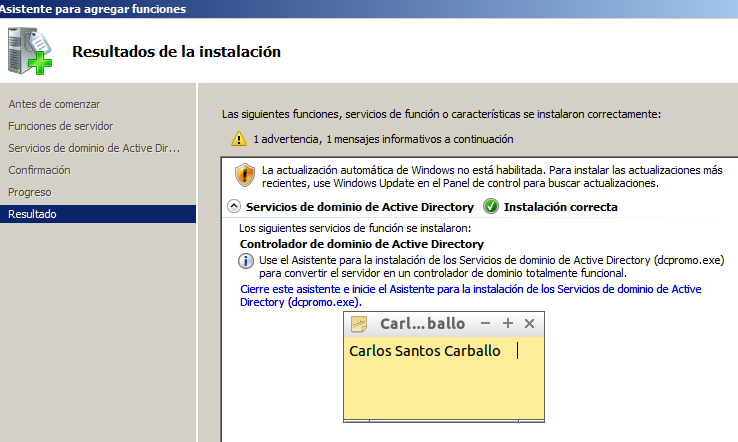 Asistente para agregar funciones
Resultados de la instalación
Antes de comenzar
Funciones de servidor
Servicios de dominio de Active Dir...
Confirmación
Progreso
Resultado
Las siguientes funciones, servicios de función o características se instalaron correctamente:
1 advertencia, 1 mensajes informativos a continuación
La actualización automática de Windows no está habilitada. Para instalar las actualizaciones más
recientes, use Windows Update en el Panel de control para buscar actualizaciones.
Servicios de dominio de Active Directory Instalación correcta
Los siguientes servicios de función se instalaron:
Controlador de dominio de Active Directory
Use el Asistente para la instalación de los Servicios de dominio de Active Directory (dcpromo.exe)
para convertir el servidor en un controlador de dominio totalmente funcional.
Cierre este asistente e inicie el Asistente para la instalación de los Servicios de dominio de Active
Directory (dcpromo.exe).
Carl...ballo
Carlos Santos Carballo